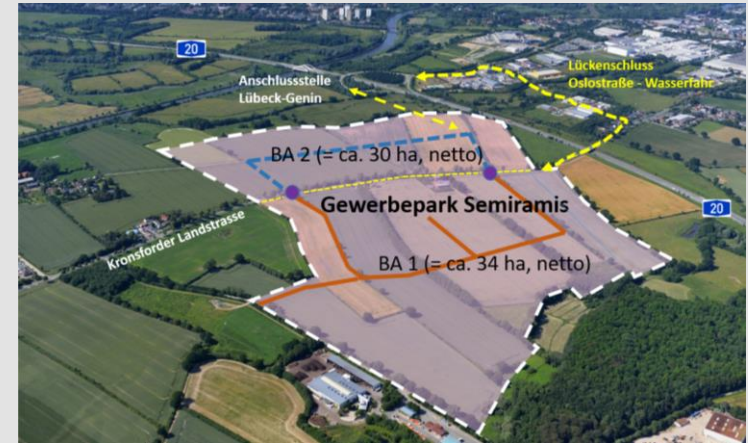 20
Lückenschluss
Oslostraße - Wasserfahr
Anschlussstelle
Lübeck-Genin
BA 2 (= ca. 30 ha, netto)
Gewerbepark Semiramis
20
Kronsforder Landstrasse
BA 1 (= ca. 34 ha, netto)